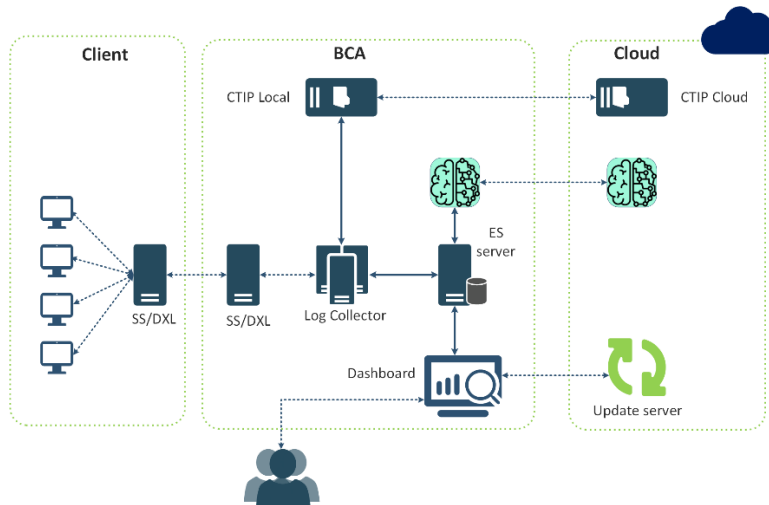 Client
BCA
Cloud
CTIP Local
CTIP Cloud
ES
server
SS/DXL
SS/DXL
Log Collector
Dashboard
Update server